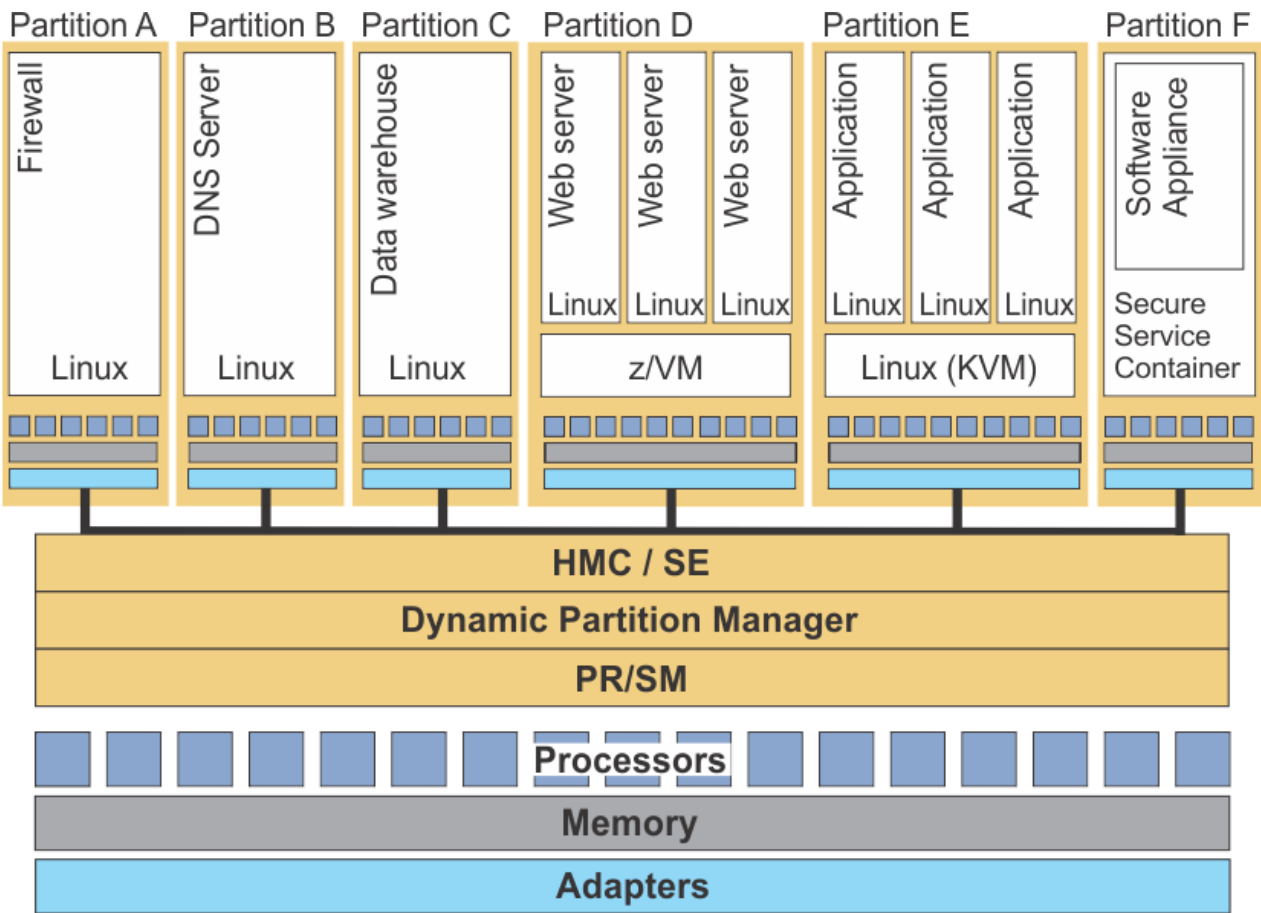 Partition A
Partition B
Partition C
Partition D
Partition E
Partition F
Firewall
Linux
DNS Server
Linux
Data warehouse
Linux
Web server
Web server
Web server
Linux
Linux
Linux
z/VM
Application
Application
Application
Linux
Linux
Linux
Linux (KVM)
Software
Appliance
Secure
Service
Container
HMC / SE
Dynamic Partition Manager
PR/SM
Processors
Memory
Adapters